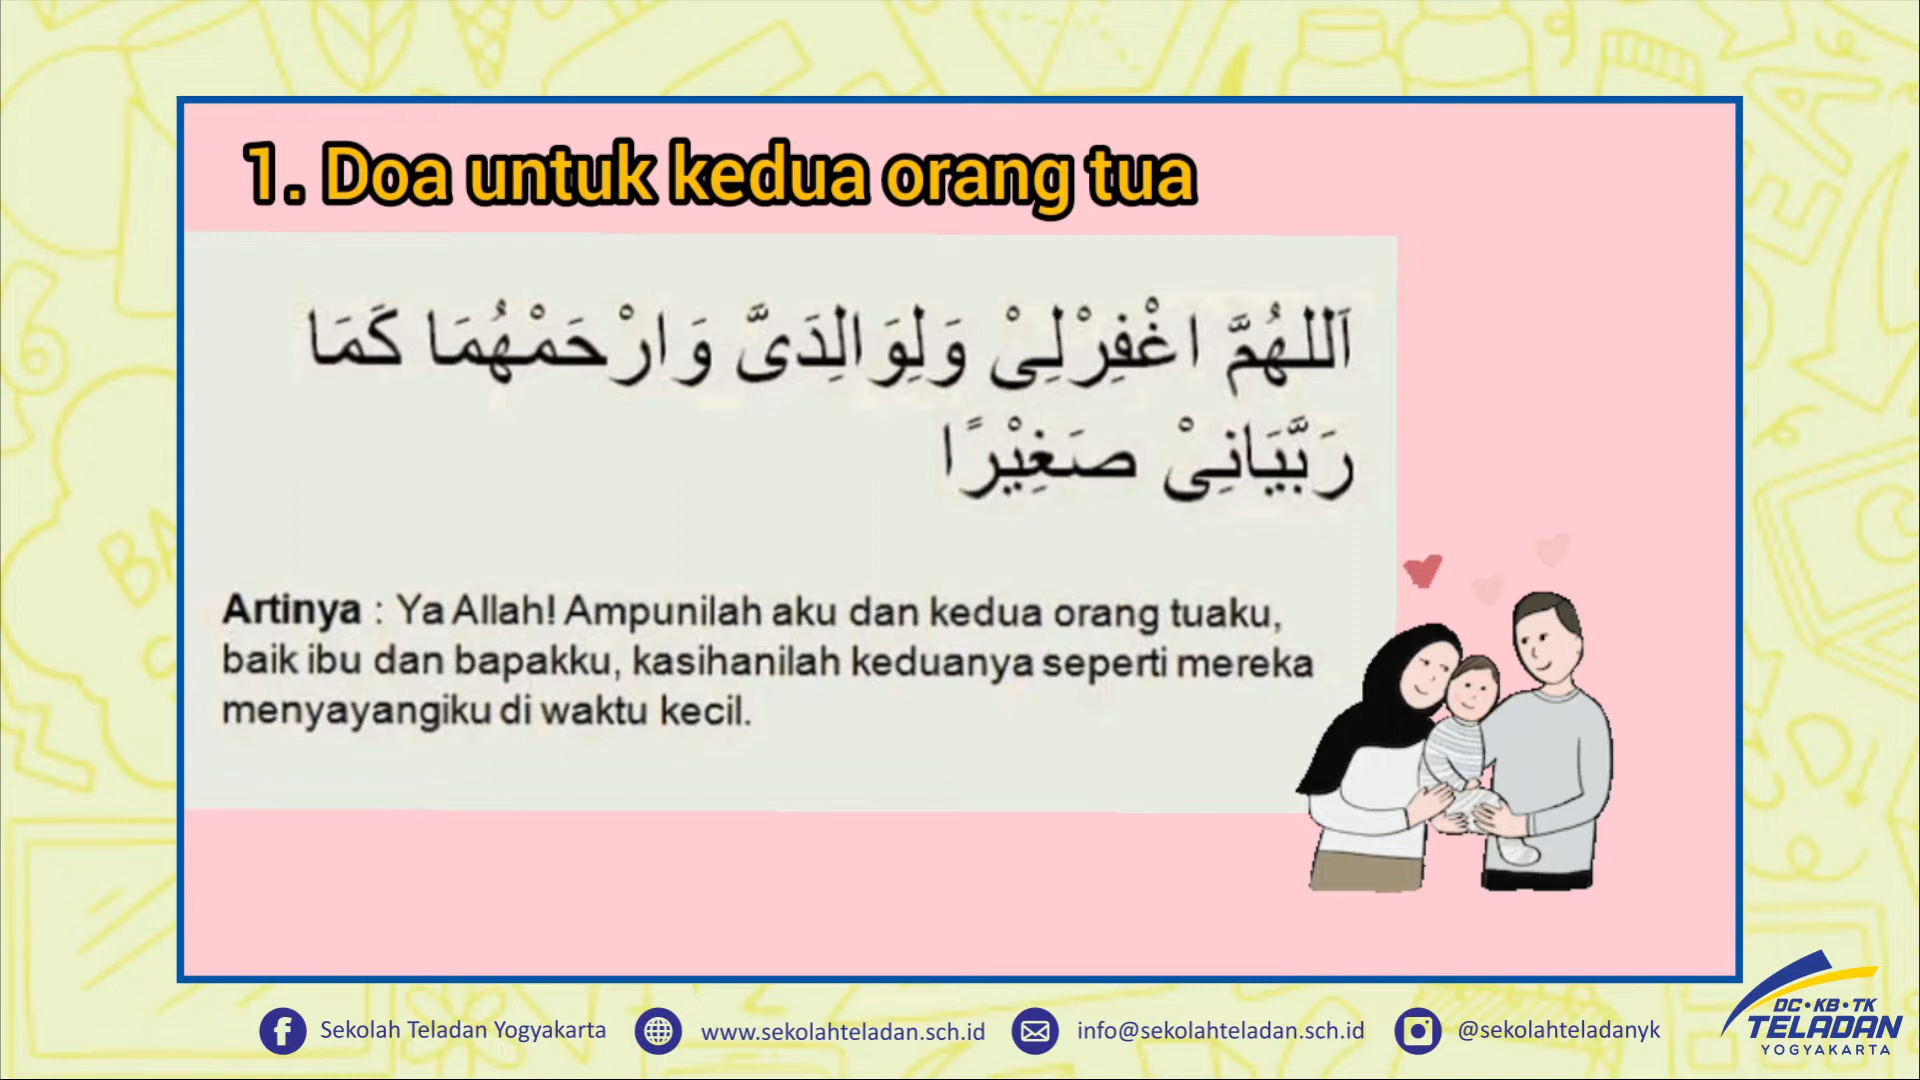 1. Doa untuk kedua orang tua
اَللهُمَّ اغْفِرْلِيْ وَلِوَالِدَيَّ وَارْحَمْهُمَا كَمَا
رَبَّيَانِيْ صَغِيْرًا
Artinya : Ya Allah! Ampunilah aku dan kedua orang tuaku,
baik ibu dan bapakku, kasihanilah keduanya seperti mereka
menyayangiku di waktu kecil.
Sekolah Teladan Yogyakarta
www.sekolahteladan.sch.id
info@sekolahteladan.sch.id
@sekolahteladanyk
DC•KB•TK
TELADAN
YOGYAKARTA